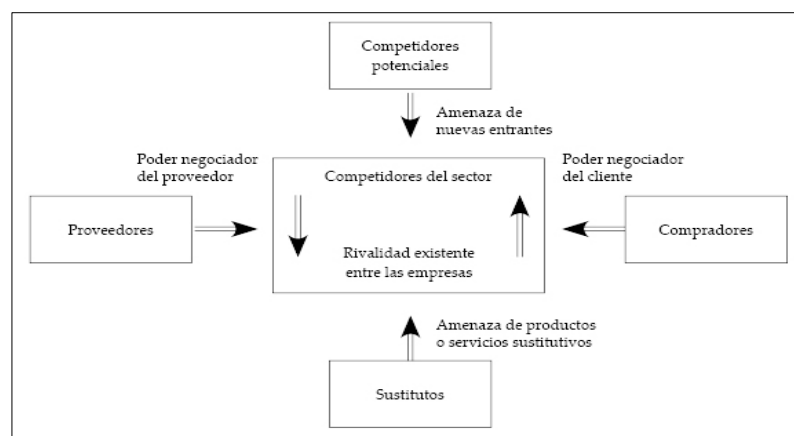 Competidores
potenciales
Amenaza de
nuevas entrantes
Poder negociador
del proveedor
Competidores del sector
Poder negociador
del cliente
Proveedores
Rivalidad existente
entre las empresas
Compradores
Amenaza de productos
o servicios sustitutivos
Sustitutos